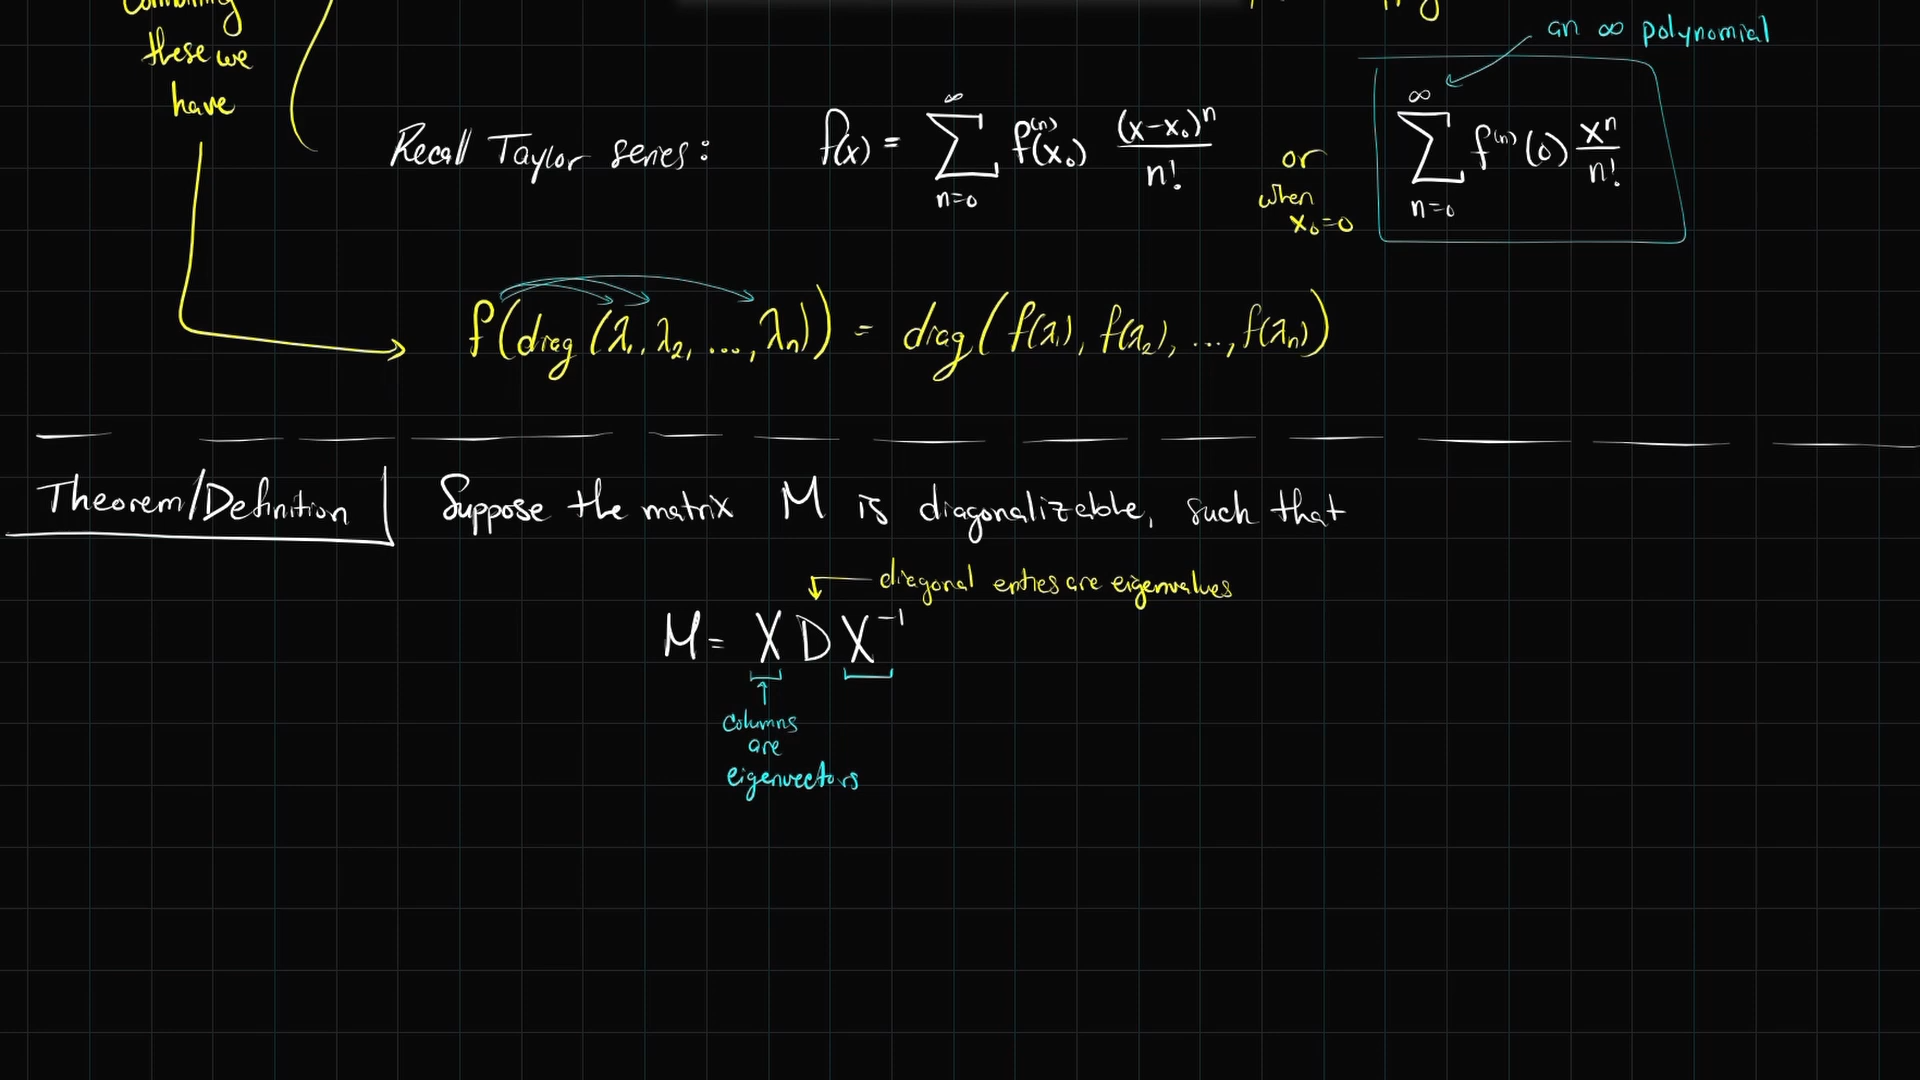 these we
have
an ∞ polynomial
Recall Taylor series: f(x) = ∑_{n=0}^{∞} f^{(n)}(x₀) (x-x₀)^n / n! or when x₀=0 ∑_{n=0}^{∞} f^{(n)}(0) x^n / n!
f(diag(λ₁, λ₂, ..., λₙ)) = diag(f(λ₁), f(λ₂), ..., f(λₙ))
Theorem/Definition Suppose the matrix M is diagonalizable, such that
diagonal enties are eigenvalues
M = X D X⁻¹
columns
are
eigenvectors